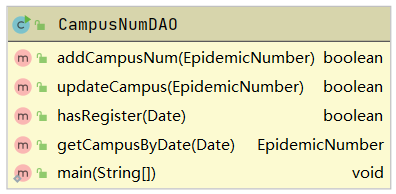 CampusNumDAO
addCampusNum(EpidemicNumber) boolean
updateCampus(EpidemicNumber) boolean
hasRegister(Date) boolean
getCampusByDate(Date) EpidemicNumber
main(String[]) void